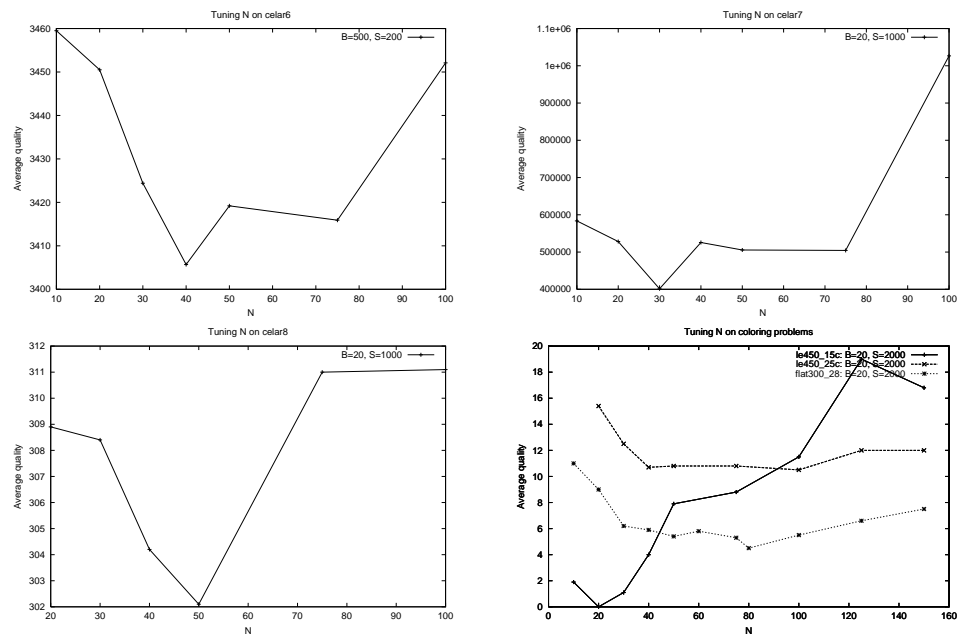 Tuning N on celar6
3460
3450
3440
3430
3420
3410
3400
Average quality
B=500, S=200
10 20 30 40 50 60 70 80 90 100
N
Tuning N on celar7
1.1e+06
1e+06
900000
800000
700000
600000
500000
400000
Average quality
B=20, S=1000
10 20 30 40 50 60 70 80 90 100
N
Tuning N on celar8
312
311
310
309
308
307
306
305
304
303
302
Average quality
B=20, S=1000
20 30 40 50 60 70 80 90 100
N
Tuning N on coloring problems
20
18
16
14
12
10
8
6
4
2
0
Average quality
le450_15c: B=20, S=2000
le450_25c: B=20, S=2000
flat300_28: B=20, S=2000
0 20 40 60 80 100 120 140 160
N